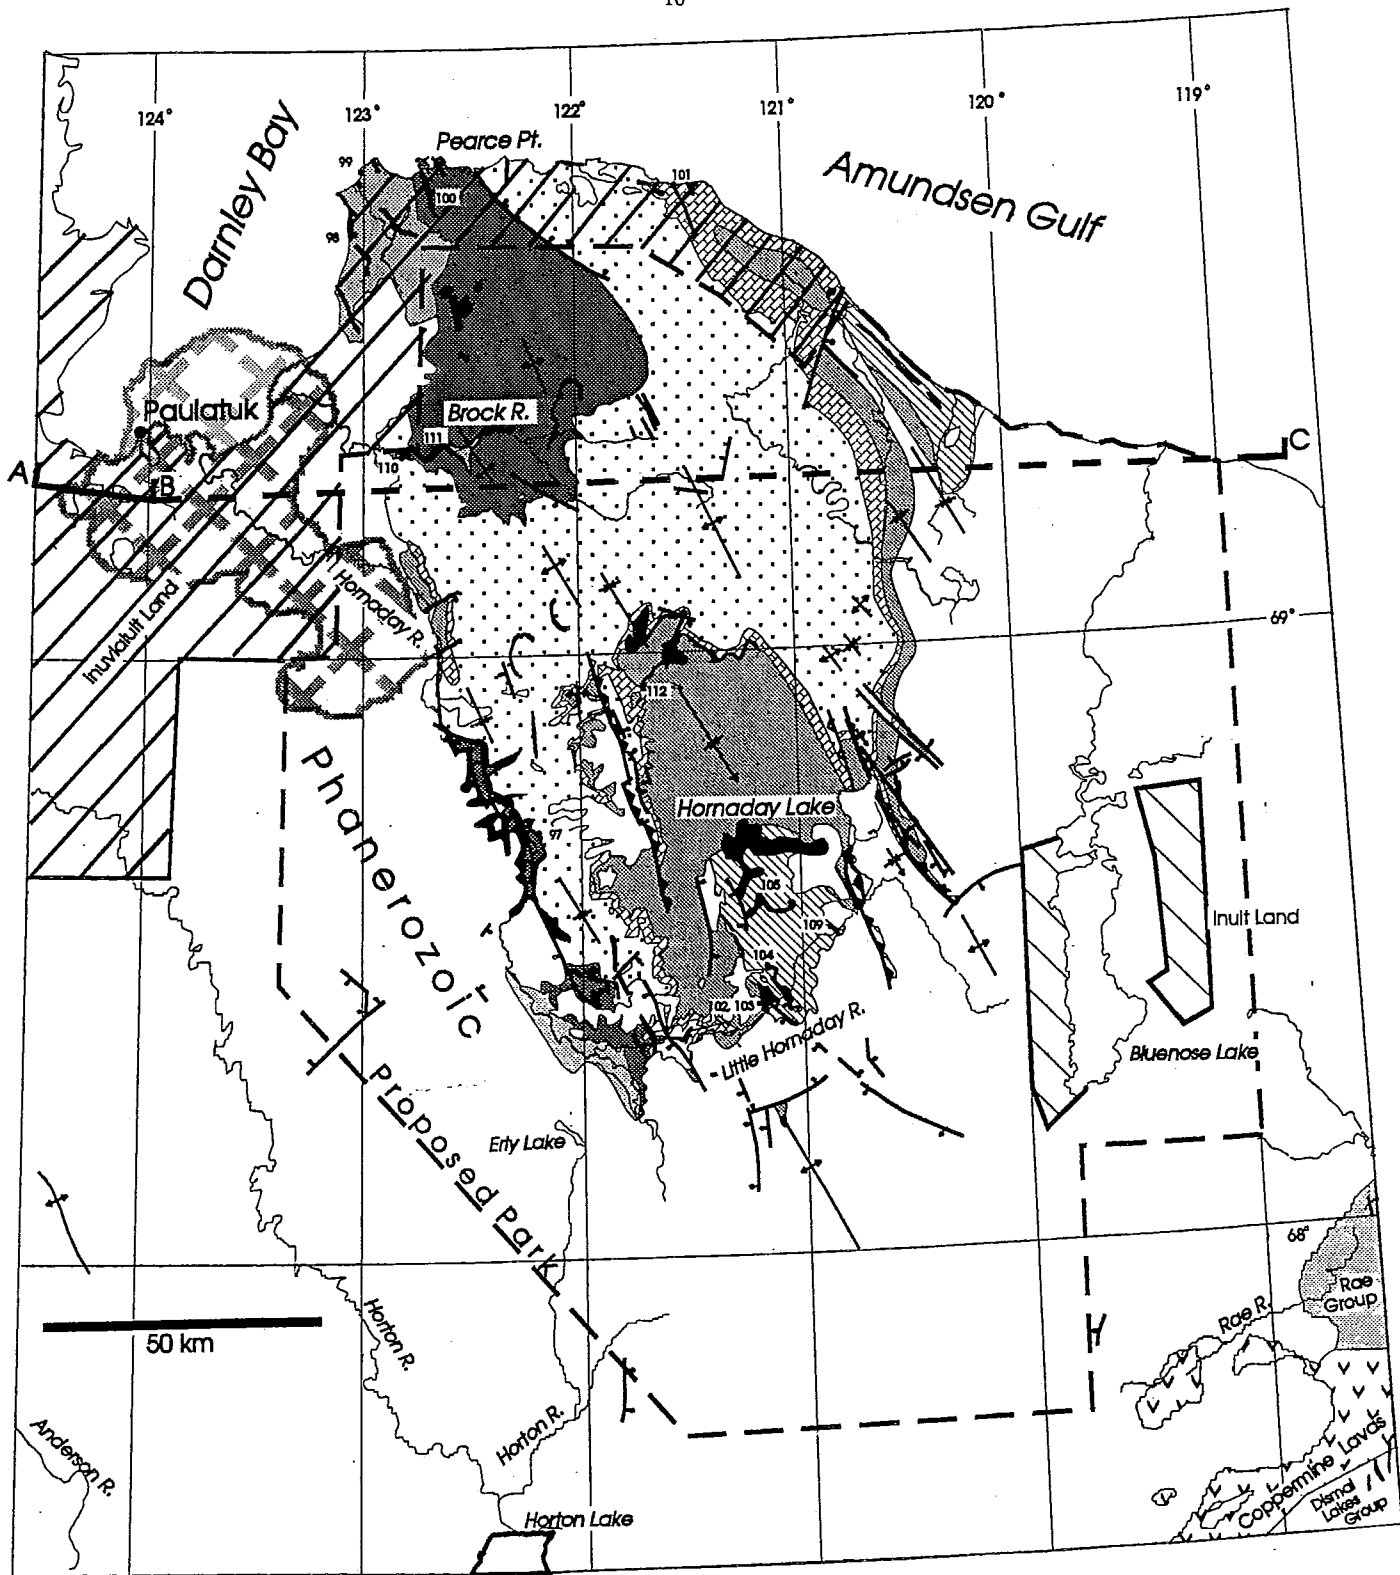 10
124°
123°
122°
121°
120°
119°
Darnley Bay
Pearce Pt.
Amundsen Gulf
99
100
101
98
Paulatuk
Brock R.
111
110
A
B
C
Inuvialuit Land
Hornaday R.
69°
112
Phanerozoic
Hornaday Lake
97
105
109
104
102, 103
Inuit Land
Little Hornaday R.
Bluenose Lake
Proposed Park
Erly Lake
68°
Rae
Group
Rae R.
50 km
Horton R.
Horton R.
Anderson R.
Horton Lake
Coppermine Lavas
Dismal
Lakes
Group